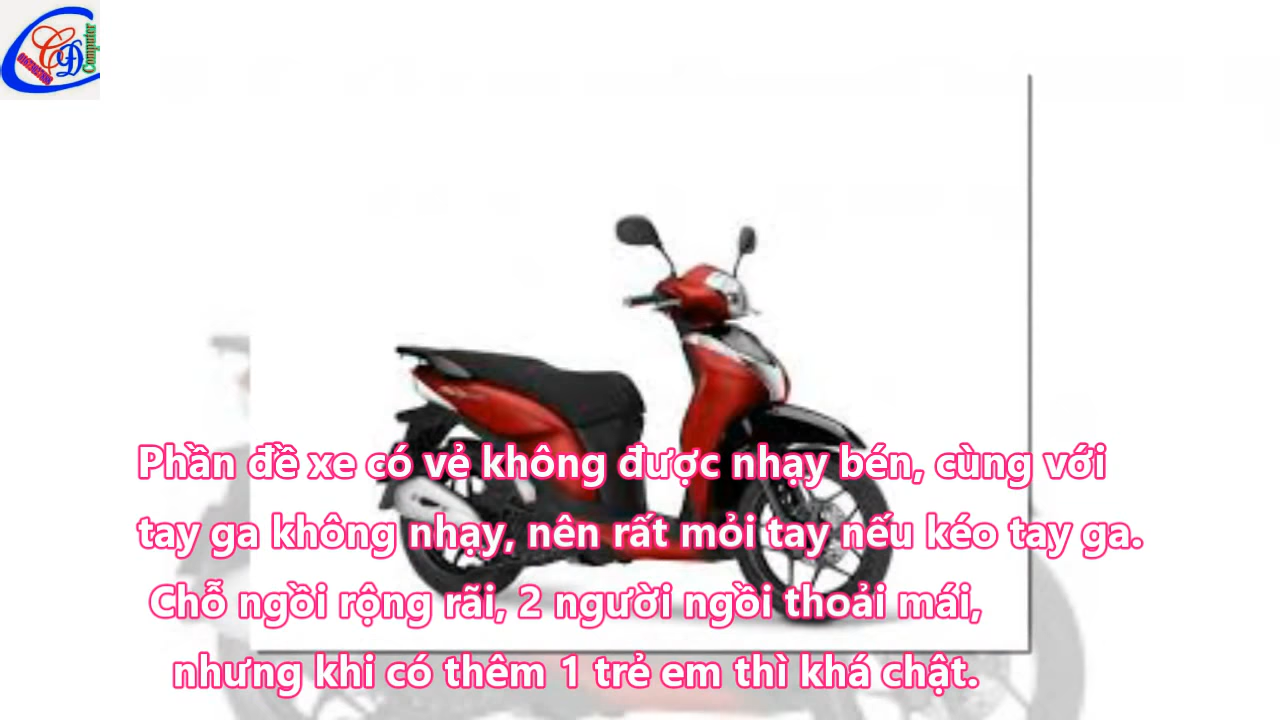 CĐ
Computer
Phần đề xe có vẻ không được nhạy bén, cùng với
tay ga không nhạy, nên rất mỏi tay nếu kéo tay ga.
Chỗ ngồi rộng rãi, 2 người ngồi thoải mái,
nhưng khi có thêm 1 trẻ em thì khá chật.